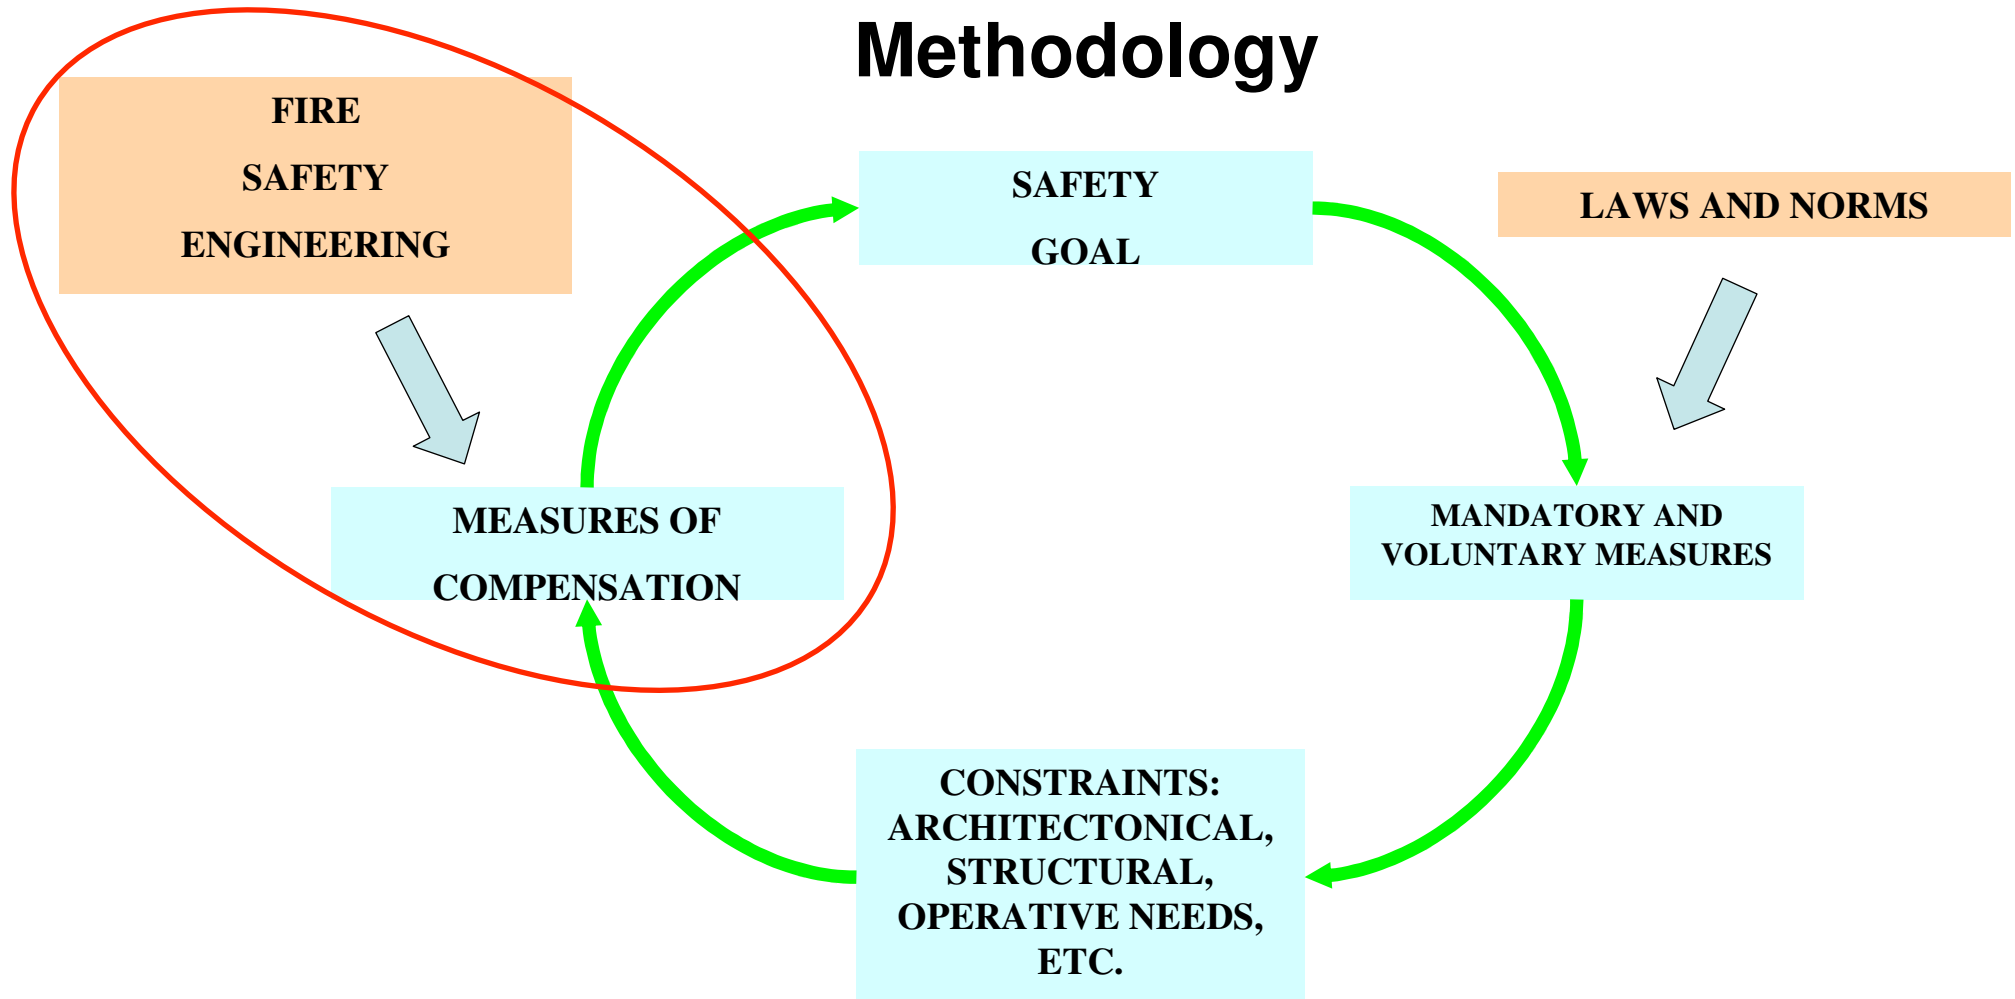 Methodology
FIRE
SAFETY
ENGINEERING
SAFETY
GOAL
LAWS AND NORMS
MEASURES OF
COMPENSATION
MANDATORY AND
VOLUNTARY MEASURES
CONSTRAINTS:
ARCHITECTONICAL,
STRUCTURAL,
OPERATIVE NEEDS,
ETC.